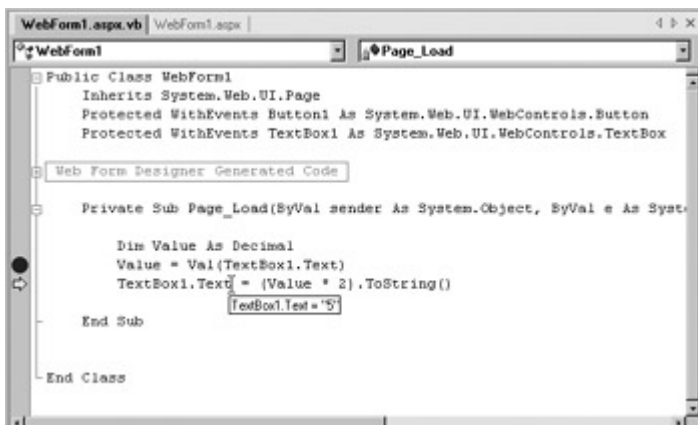 WebForm1.aspx.vb WebForm1.aspx
WebForm1 Page_Load
Public Class WebForm1
Inherits System.Web.UI.Page
Protected WithEvents Button1 As System.Web.UI.WebControls.Button
Protected WithEvents TextBox1 As System.Web.UI.WebControls.TextBox
Web Form Designer Generated Code
Private Sub Page_Load(ByVal sender As System.Object, ByVal e As Syst
Dim Value As Decimal
Value = Val(TextBox1.Text)
TextBox1.Text = (Value * 2).ToString()
TextBox1.Text = "5"
End Sub
End Class